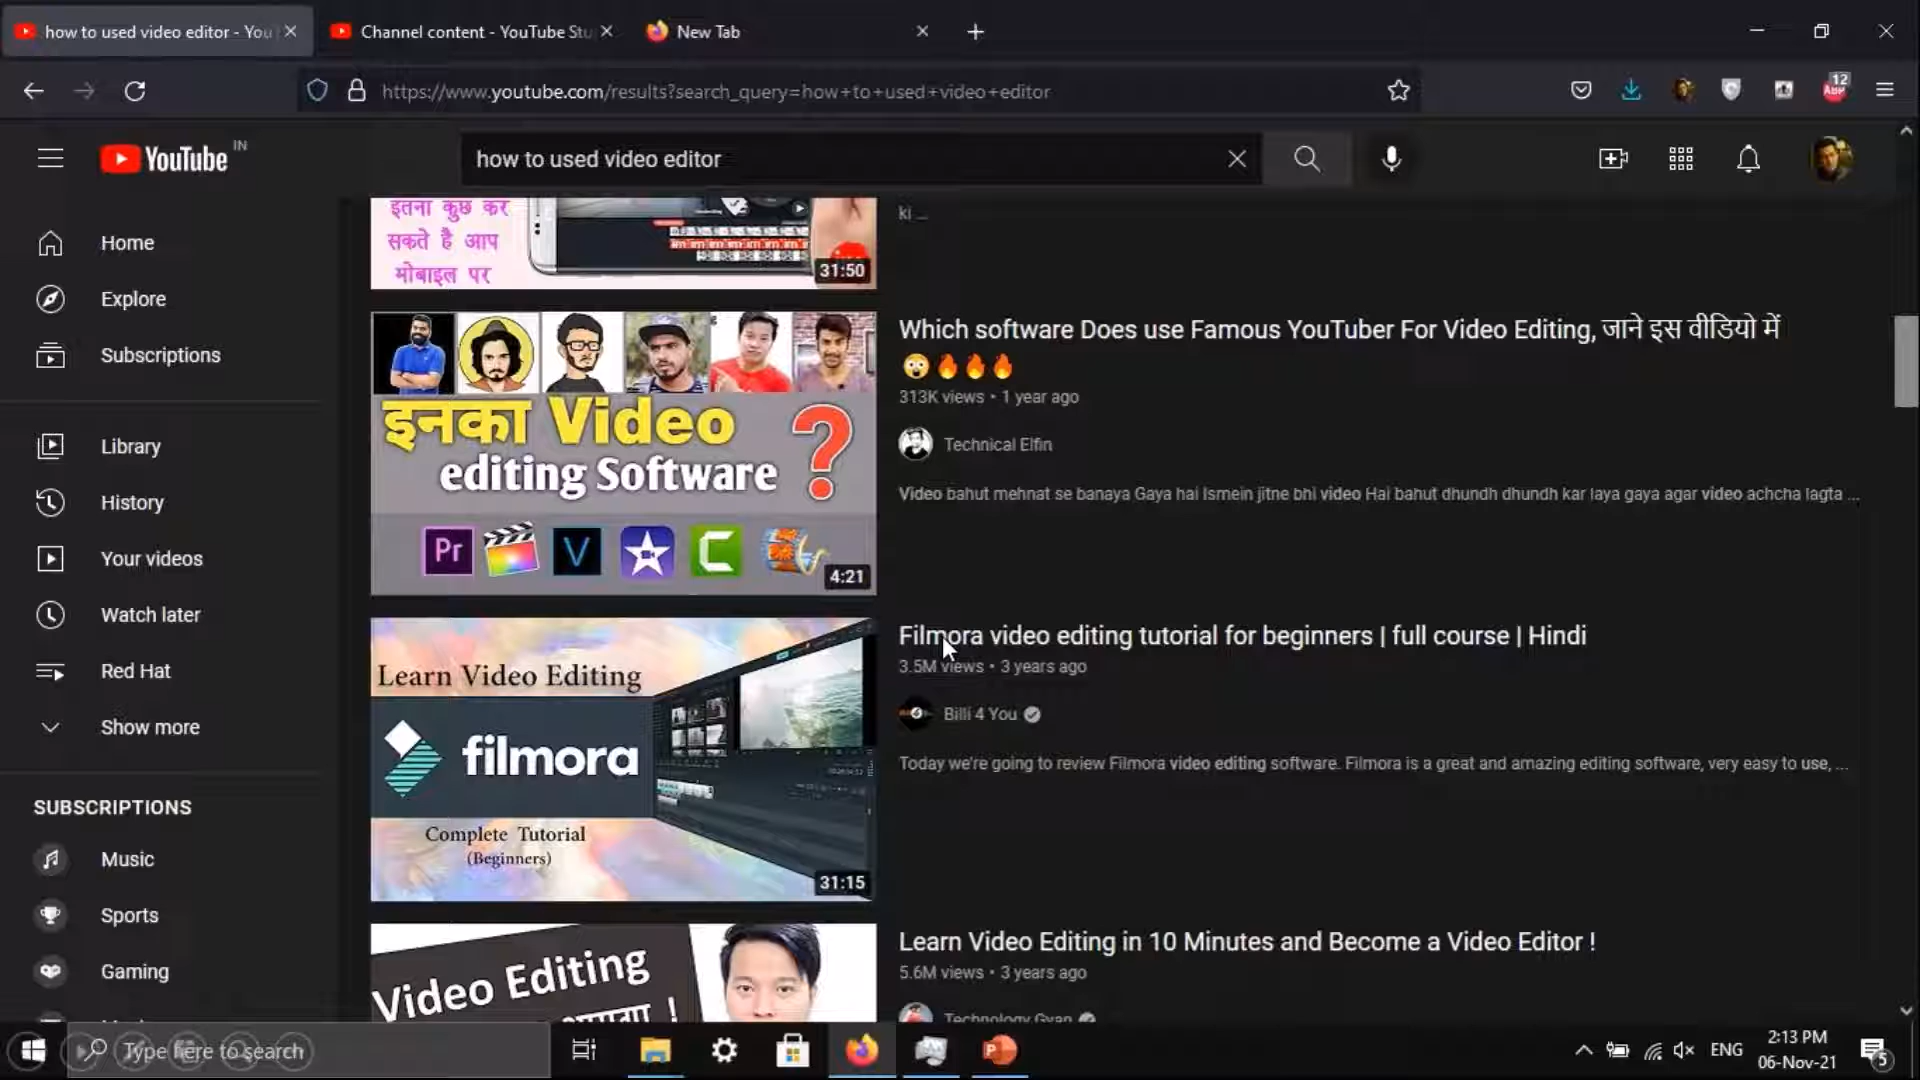 how to used video editor - You
Channel content - YouTube Stu
New Tab
https://www.youtube.com/results?search_query=how+to+used+video+editor
12
ABP
YouTube IN
how to used video editor
Home
Explore
Subscriptions
Library
History
Your videos
Watch later
Red Hat
Show more
SUBSCRIPTIONS
Music
Sports
Gaming
इतना कुछ कर
सकते है आप
मोबाइल पर
31:50
ki ...
इनका Video
editing Software
?
Pr
V
C
4:21
Which software Does use Famous YouTuber For Video Editing, जाने इस वीडियो में
313K views • 1 year ago
Technical Elfin
Video bahut mehnat se banaya Gaya hai Ismein jitne bhi video Hai bahut dhundh dhundh kar laya gaya agar video achcha lagta ...
Learn Video Editing
filmora
Complete Tutorial
(Beginners)
31:15
Filmora video editing tutorial for beginners | full course | Hindi
3.5M views • 3 years ago
Billi 4 You
Today we're going to review Filmora video editing software. Filmora is a great and amazing editing software, very easy to use, ...
Video Editing
Learn Video Editing in 10 Minutes and Become a Video Editor !
5.6M views • 3 years ago
Technology Gyan
Type here to search
ENG
2:13 PM
06-Nov-21
5